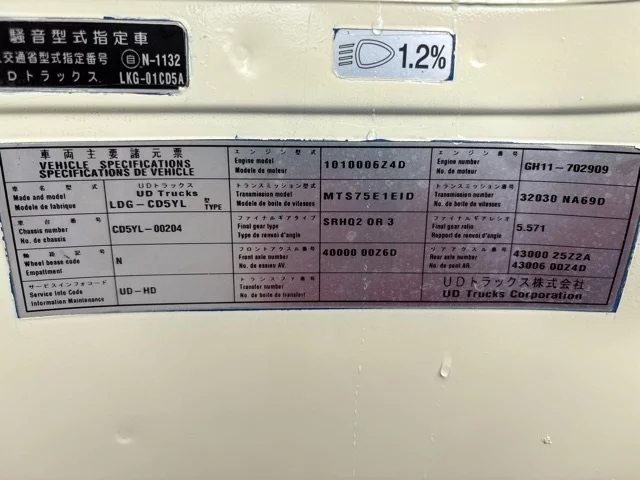 騒音型式指定車
交通省型式指定番号 自 N-1132
UDトラックス LKG-01CD5A
1.2%
車両主要諸元票
VEHICLE SPECIFICATIONS
SPECIFICATIONS DE VEHICLE
車名型式
Made and model
Modele de fabrique
UDトラックス
UD Trucks
LDG-CD5YL 型 TYPE
車台番号
Chassis number
No. de chassis
CD5YL-00204
軸距記号
Wheel bease code
Empattment
N
サービスインフォコード
Service Info Code
Information Maintenance
UD-HD
エンジン型式
Engine model
Modele de moteur
1010006Z4D
トランスミッション型式
Transmission model
Modele de boite de vitesses
MTS75E1EID
ファイナルギアタイプ
Final gear type
Type de renvoi d'angle
SRHQ2 OR 3
フロントアクスル番号
Front axle number
No. de essieu AV.
40000 00Z6D
トランスファ番号
Transfer number
No. de boite de transfert
エンジン番号
Engine number
No. de moteur
GH11-702909
トランスミッション番号
Transmission number
No. de boite de vitesses
32030 NA69D
ファイナルギアレシオ
Final gear ratio
Rapport de renvoi d'angle
5.571
リアアクスル番号
Rear axle number
No. de pont AR.
43000 25Z2A
43006 00Z4D
UDトラックス株式会社
UD Trucks Corporation